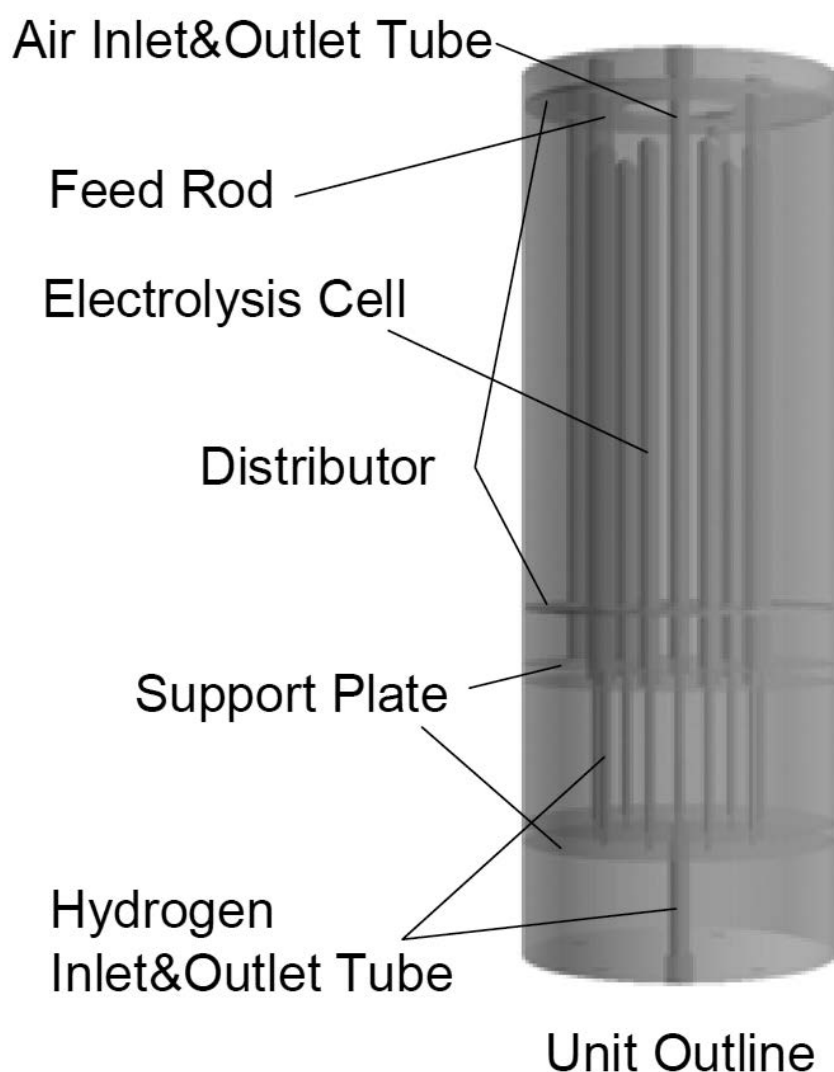 Air Inlet&Outlet Tube
Feed Rod
Electrolysis Cell
Distributor
Support Plate
Hydrogen
Inlet&Outlet Tube
Unit Outline